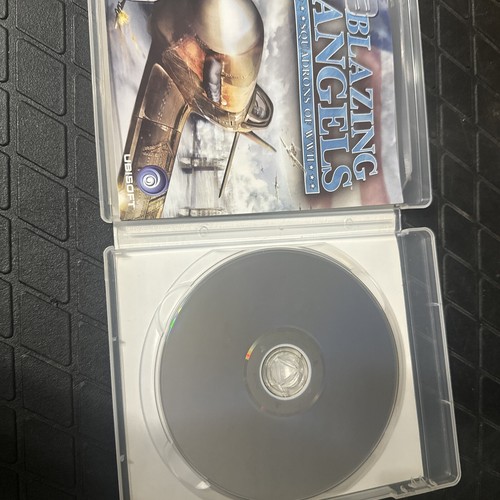 BLAZING
ANGELS
SQUADRONS OF WWII
UBISOFT